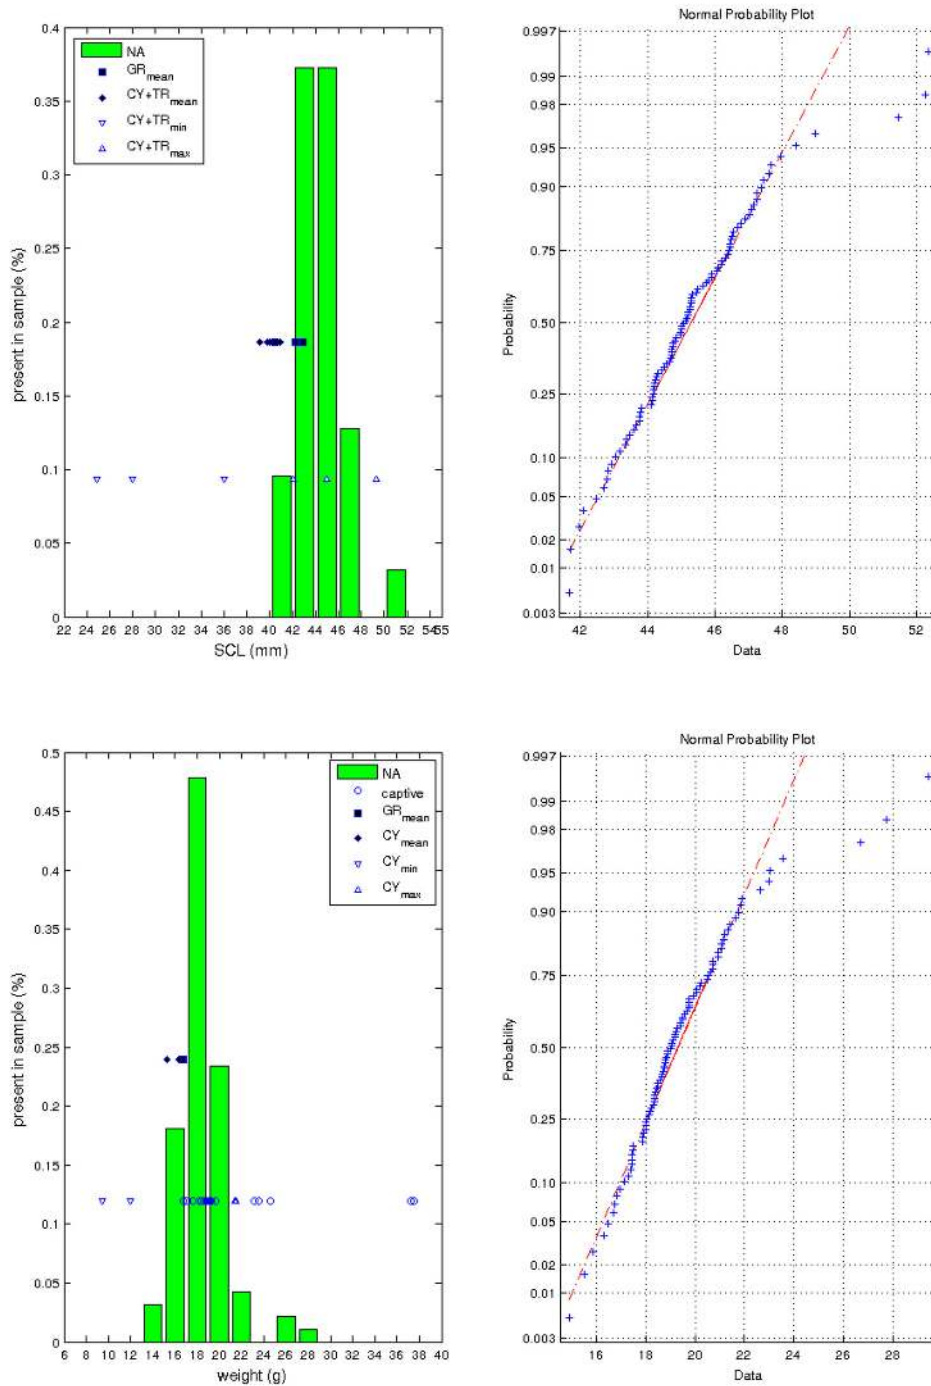 0.4
0.35
0.3
0.25
0.2
0.15
0.1
0.05
0
present in sample (%)
NA
GRmean
CY+TRmean
CY+TRmin
CY+TRmax
22 24 26 28 30 32 34 36 38 40 42 44 46 48 50 52 54 55
SCL (mm)
Normal Probability Plot
0.997
0.99
0.98
0.95
0.90
0.75
0.50
0.25
0.10
0.05
0.02
0.01
0.003
Probability
42 44 46 48 50 52
Data
0.5
0.45
0.4
0.35
0.3
0.25
0.2
0.15
0.1
0.05
0
present in sample (%)
NA
captive
GRmean
CYmean
CYmin
CYmax
6 8 10 12 14 16 18 20 22 24 26 28 30 32 34 36 38 40
weight (g)
Normal Probability Plot
0.997
0.99
0.98
0.95
0.90
0.75
0.50
0.25
0.10
0.05
0.02
0.01
0.003
Probability
16 18 20 22 24 26 28
Data